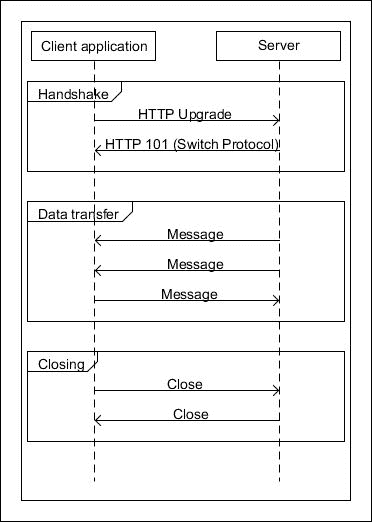 Client application
Server
Handshake
HTTP Upgrade
HTTP 101 (Switch Protocol)
Data transfer
Message
Message
Message
Closing
Close
Close